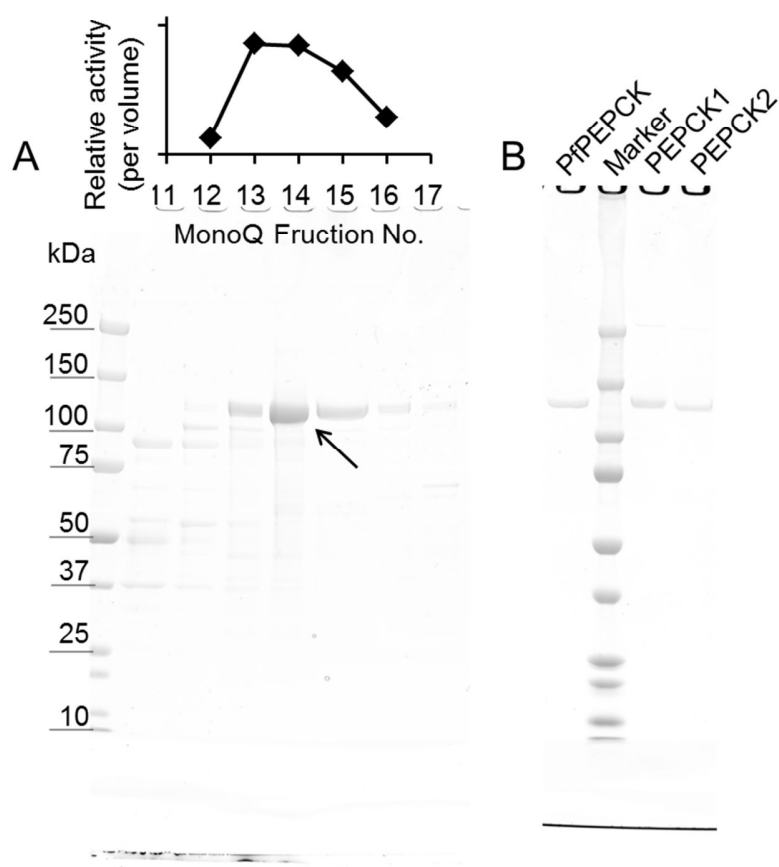 Relative activity
(per volume)
A
11 12 13 14 15 16 17
MonoQ Fruction No.
kDa
250
150
100
75
50
37
25
10
B
PfPEPCK
Marker
PEPCK1
PEPCK2